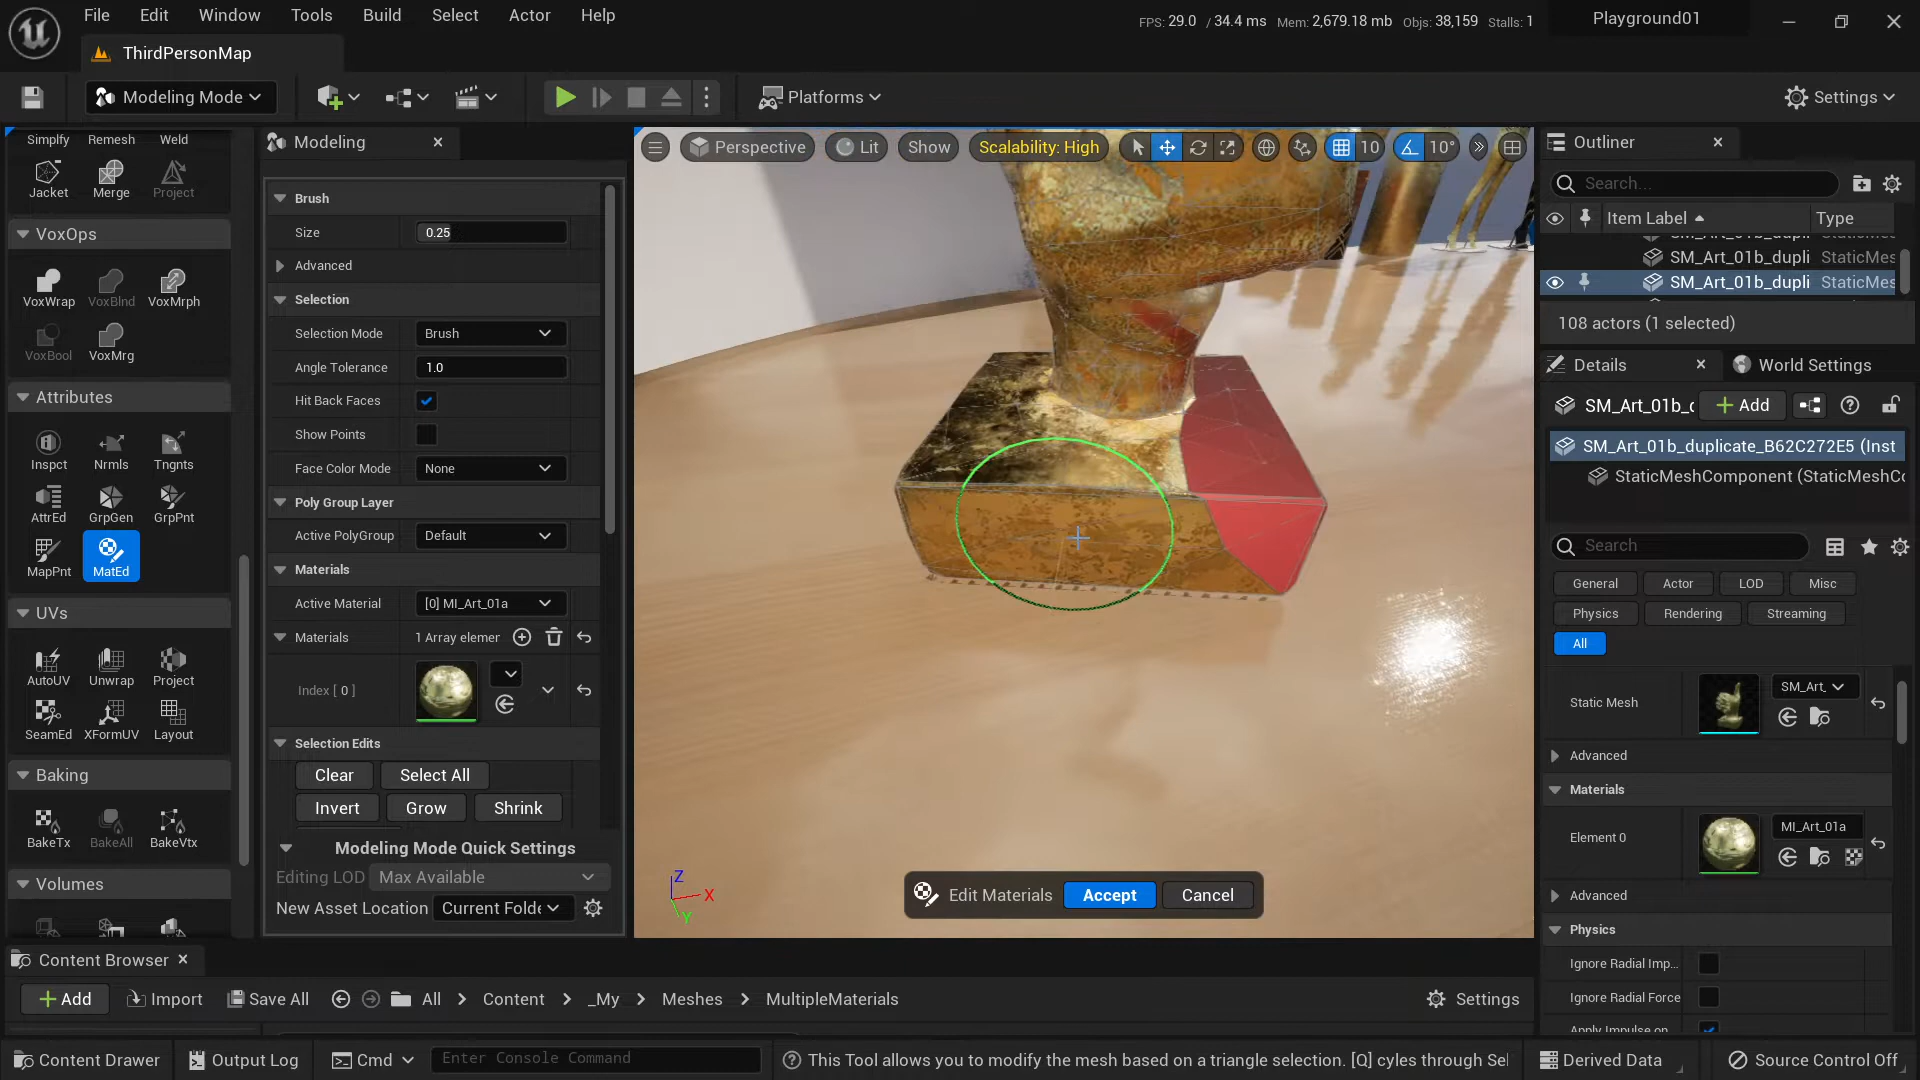 File Edit Window Tools Build Select Actor Help
FPS: 29.0 / 34.4 ms Mem: 2,679.18 mb Objs: 38,159 Stalls: 1
Playground01
ThirdPersonMap
Modeling Mode
Platforms
Settings
Simplfy Remesh Weld
Jacket Merge Project
VoxOps
VoxWrap VoxBlnd VoxMrph
VoxBool VoxMrg
Attributes
Inspct Nrmls Tngnts
AttrEd GrpGen GrpPnt
MapPnt MatEd
UVs
AutoUV Unwrap Project
SeamEd XFormUV Layout
Baking
BakeTx BakeAll BakeVtx
Volumes
Modeling
Brush
Size 0.25
Advanced
Selection
Selection Mode Brush
Angle Tolerance 1.0
Hit Back Faces
Show Points
Face Color Mode None
Poly Group Layer
Active PolyGroup Default
Materials
Active Material [0] MI_Art_01a
Materials 1 Array elemer
Index [ 0 ]
Selection Edits
Clear Select All
Invert Grow Shrink
Modeling Mode Quick Settings
Editing LOD Max Available
New Asset Location Current Folde
Perspective Lit Show Scalability: High 10 10°
Z
X
Y
Edit Materials Accept Cancel
Outliner
Search...
Item Label Type
SM_Art_01b_dupli StaticMes
SM_Art_01b_dupli StaticMes
108 actors (1 selected)
Details World Settings
SM_Art_01b_d Add
SM_Art_01b_duplicate_B62C272E5 (Inst
StaticMeshComponent (StaticMeshCo
Search
General Actor LOD Misc
Physics Rendering Streaming
All
Static Mesh SM_Art_
Advanced
Materials
Element 0 MI_Art_01a
Advanced
Physics
Ignore Radial Imp...
Ignore Radial Force
Apply Impulse on
Content Browser
Add Import Save All All Content _My Meshes MultipleMaterials Settings
Content Drawer Output Log Cmd Enter Console Command This Tool allows you to modify the mesh based on a triangle selection. [Q] cyles through Sel Derived Data Source Control Off